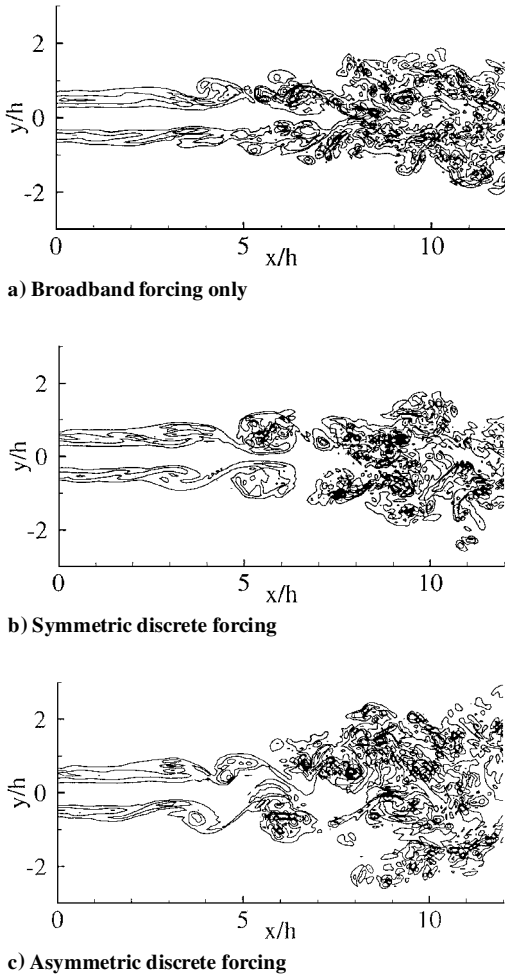 2
0
-2
y/h
0
5
10
x/h
a) Broadband forcing only
2
0
-2
y/h
0
5
10
x/h
b) Symmetric discrete forcing
2
0
-2
y/h
0
5
10
x/h
c) Asymmetric discrete forcing